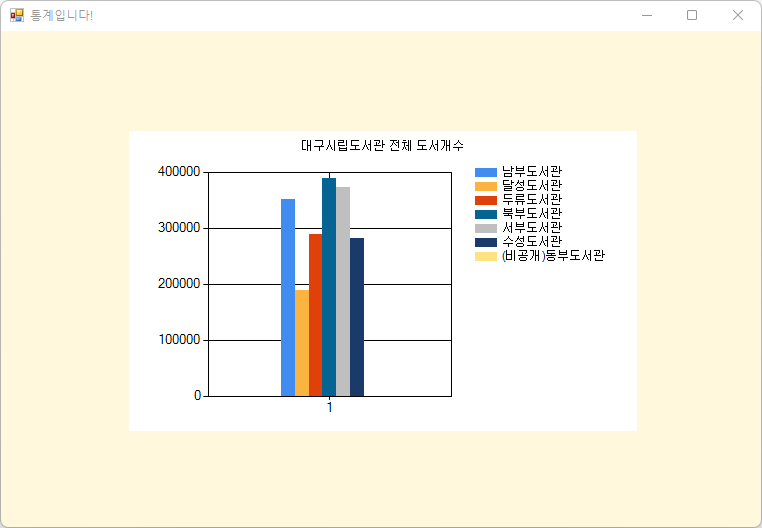 통계입니다!
대구시립도서관 전체 도서개수
400000
300000
200000
100000
0
1
남부도서관
달성도서관
두류도서관
북부도서관
서부도서관
수성도서관
(비공개)동부도서관